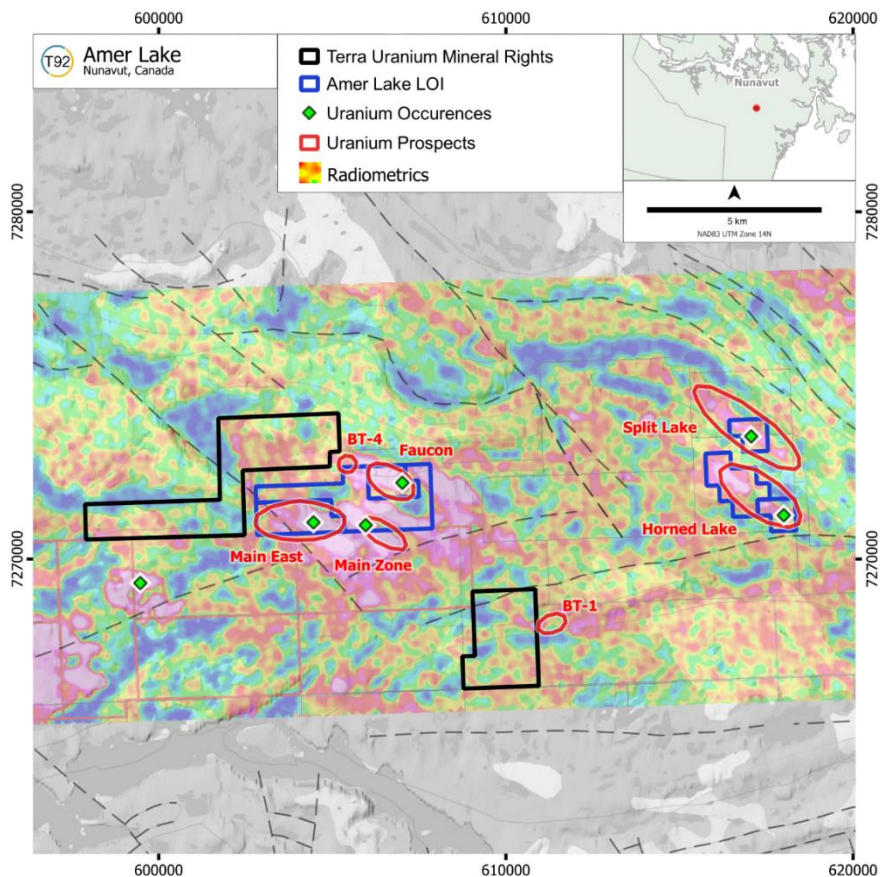 600000
610000
620000
T92
Amer Lake
Nunavut, Canada
Terra Uranium Mineral Rights
Amer Lake LOI
Uranium Occurences
Uranium Prospects
Radiometrics
Nunavut
5 km
NAD83 UTM Zone 14N
7280000
7280000
BT-4
Faucon
Split Lake
Horned Lake
Main East
Main Zone
7270000
7270000
BT-1
600000
610000
620000